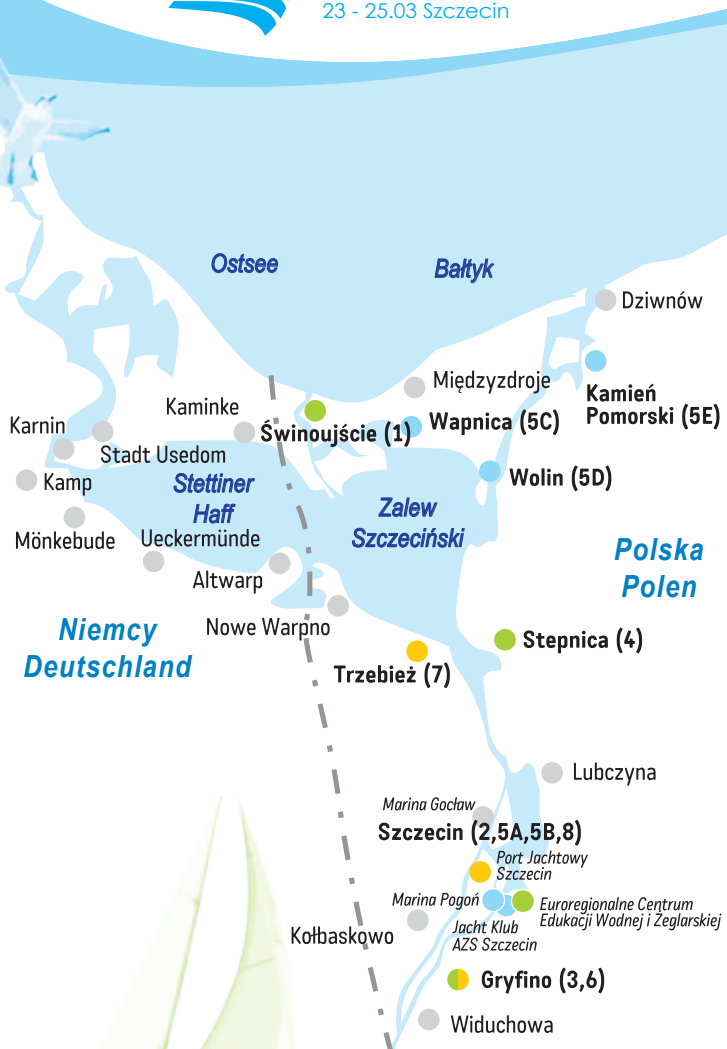 23 - 25.03 Szczecin
Ostsee
Bałtyk
Dziwnów
Międzyzdroje
Kamień
Pomorski (5E)
Kaminke
Świnoujście (1)
Wapnica (5C)
Karnin
Stadt Usedom
Wolin (5D)
Kamp
Stettiner
Haff
Zalew
Szczeciński
Mönkebude
Ueckermünde
Polska
Polen
Altwarp
Nowe Warpno
Niemcy
Deutschland
Stepnica (4)
Trzebież (7)
Lubczyna
Marina Gocław
Szczecin (2,5A,5B,8)
Port Jachtowy
Szczecin
Marina Pogoń
Euroregionalne Centrum
Edukacji Wodnej i Żeglarskiej
Jacht Klub
AZS Szczecin
Kołbaskowo
Gryfino (3,6)
Widuchowa